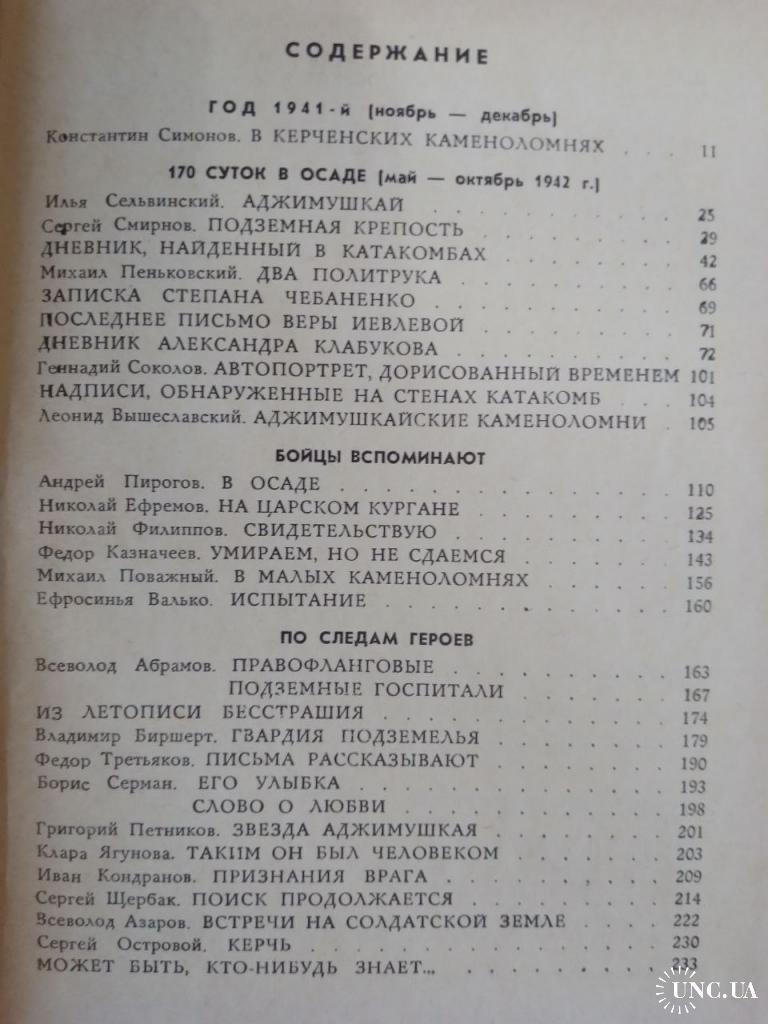 СОДЕРЖАНИЕ
ГОД 1941-й (ноябрь — декабрь)
Константин Симонов. В КЕРЧЕНСКИХ КАМЕНОЛОМНЯХ . . . 11
170 СУТОК В ОСАДЕ (май — октябрь 1942 г.)
Илья Сельвинский. АДЖИМУШКАЙ . . . 25
Сергей Смирнов. ПОДЗЕМНАЯ КРЕПОСТЬ . . . 29
ДНЕВНИК, НАЙДЕННЫЙ В КАТАКОМБАХ . . . 42
Михаил Пеньковский. ДВА ПОЛИТРУКА . . . 66
ЗАПИСКА СТЕПАНА ЧЕБАНЕНКО . . . 69
ПОСЛЕДНЕЕ ПИСЬМО ВЕРЫ ИЕВЛЕВОЙ . . . 71
ДНЕВНИК АЛЕКСАНДРА КЛАБУКОВА . . . 72
Геннадий Соколов. АВТОПОРТРЕТ, ДОРИСОВАННЫЙ ВРЕМЕНЕМ 101
НАДПИСИ, ОБНАРУЖЕННЫЕ НА СТЕНАХ КАТАКОМБ . . . 104
Леонид Вышеславский. АДЖИМУШКАЙСКИЕ КАМЕНОЛОМНИ . 105
БОЙЦЫ ВСПОМИНАЮТ
Андрей Пирогов. В ОСАДЕ . . . 110
Николай Ефремов. НА ЦАРСКОМ КУРГАНЕ . . . 125
Николай Филиппов. СВИДЕТЕЛЬСТВУЮ . . . 134
Федор Казначеев. УМИРАЕМ, НО НЕ СДАЕМСЯ . . . 143
Михаил Поважный. В МАЛЫХ КАМЕНОЛОМНЯХ . . . 156
Ефросинья Валько. ИСПЫТАНИЕ . . . 160
ПО СЛЕДАМ ГЕРОЕВ
Всеволод Абрамов. ПРАВОФЛАНГОВЫЕ . . . 163
ПОДЗЕМНЫЕ ГОСПИТАЛИ . . . 167
ИЗ ЛЕТОПИСИ БЕССТРАШИЯ . . . 174
Владимир Биршерт. ГВАРДИЯ ПОДЗЕМЕЛЬЯ . . . 179
Федор Третьяков. ПИСЬМА РАССКАЗЫВАЮТ . . . 190
Борис Серман. ЕГО УЛЫБКА . . . 193
СЛОВО О ЛЮБВИ . . . 198
Григорий Петников. ЗВЕЗДА АДЖИМУШКАЯ . . . 201
Клара Ягунова. ТАКИМ ОН БЫЛ ЧЕЛОВЕКОМ . . . 203
Иван Кондранов. ПРИЗНАНИЯ ВРАГА . . . 209
Сергей Щербак. ПОИСК ПРОДОЛЖАЕТСЯ . . . 214
Всеволод Азаров. ВСТРЕЧИ НА СОЛДАТСКОЙ ЗЕМЛЕ . . . 222
Сергей Островой. КЕРЧЬ . . . 230
МОЖЕТ БЫТЬ, КТО-НИБУДЬ ЗНАЕТ... . . . 233
UNC.UA